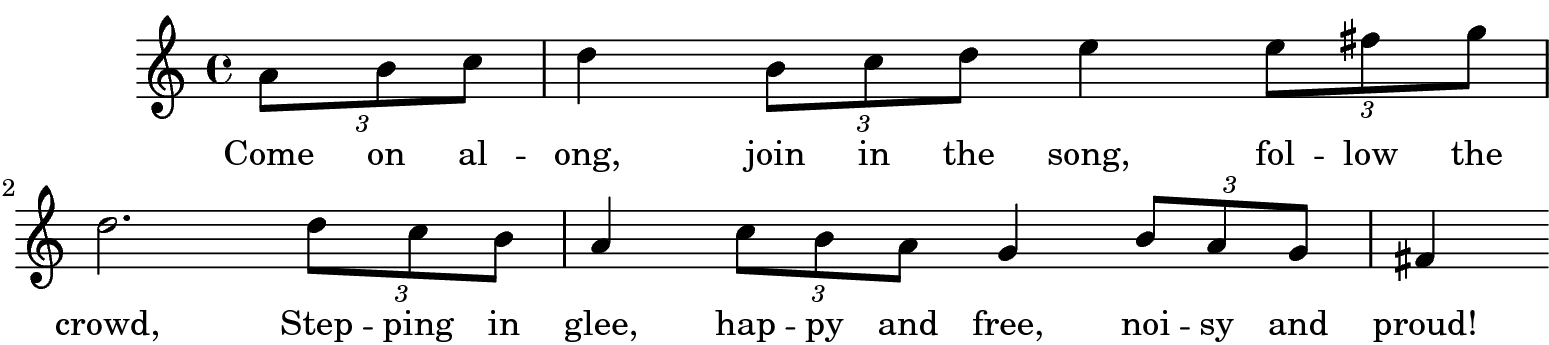 3
3 3
Come on al - ong, join in the song, fol - low the
2
3
3 3
crowd, Step - ping in glee, hap - py and free, noi - sy and proud!